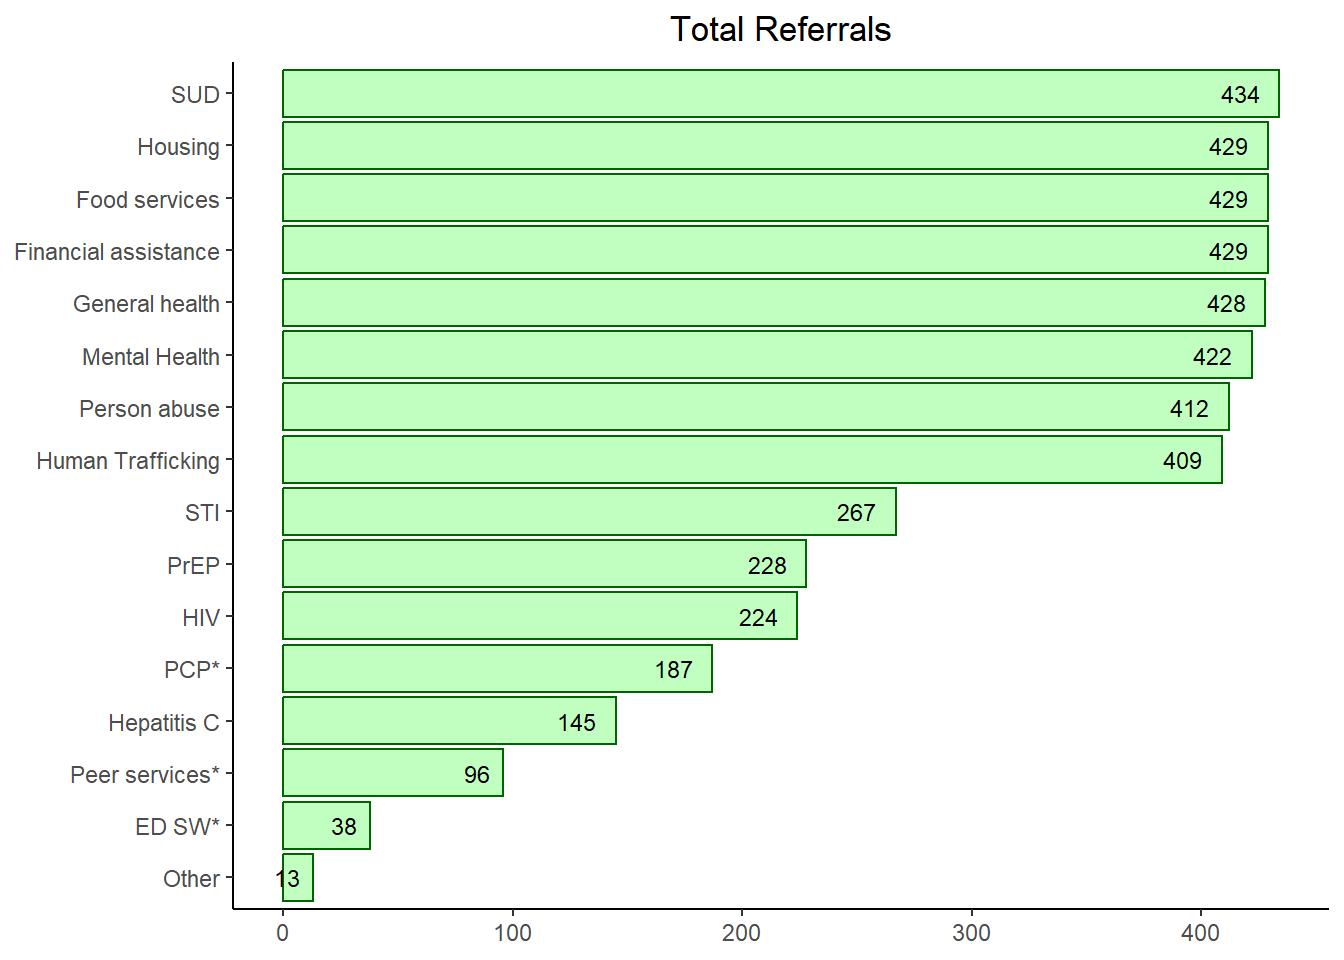 Total Referrals
SUD 434
Housing 429
Food services 429
Financial assistance 429
General health 428
Mental Health 422
Person abuse 412
Human Trafficking 409
STI 267
PrEP 228
HIV 224
PCP* 187
Hepatitis C 145
Peer services* 96
ED SW* 38
Other 13
0 100 200 300 400